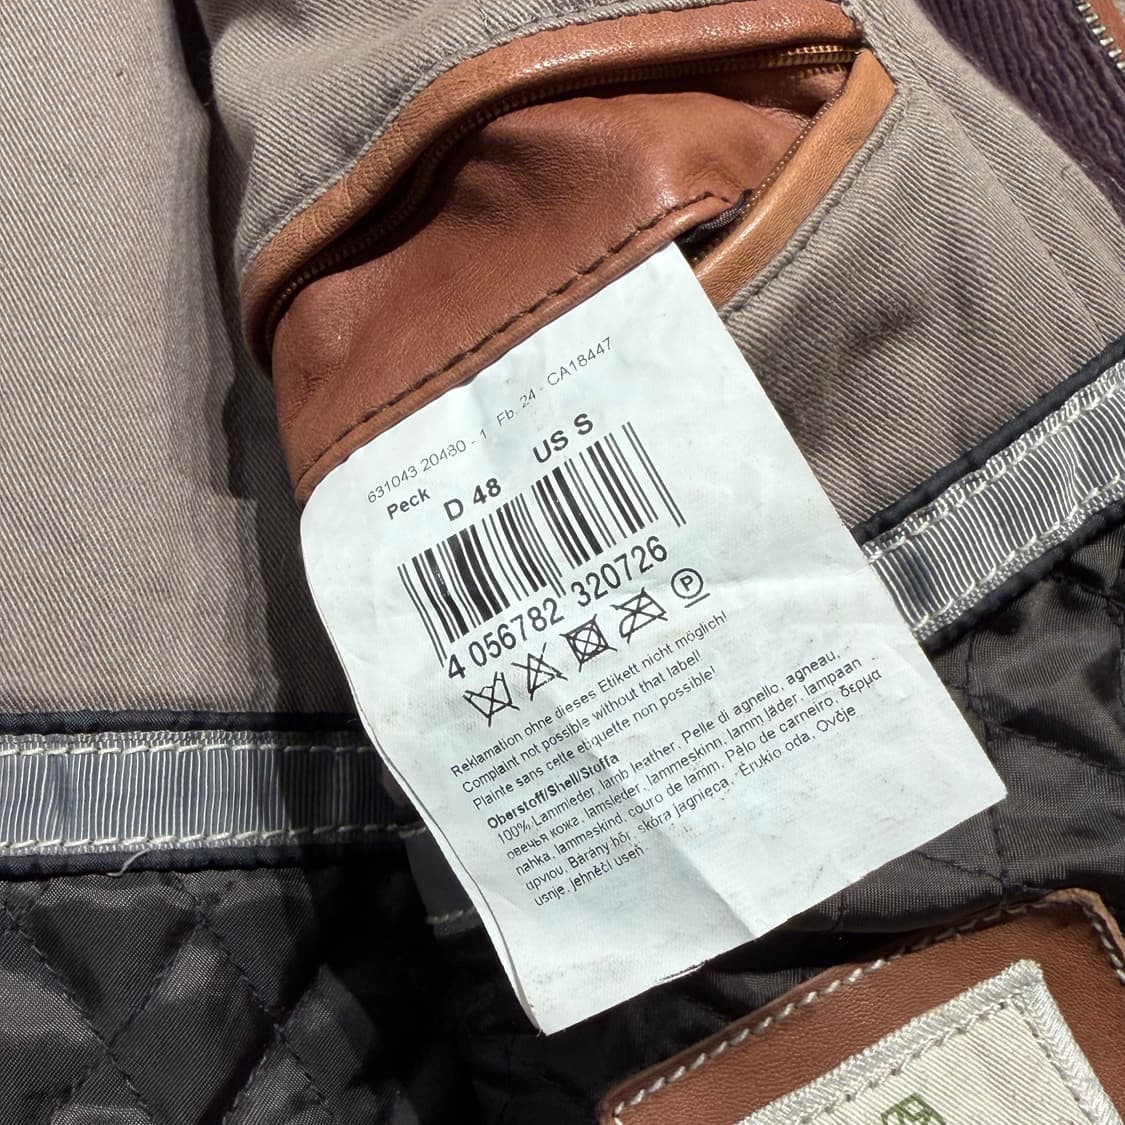 631043 20480 - 1 Fb. 24 - CA18447
Peck D 48 US S
4 056782 320726
P
Reklamation ohne dieses Etikett nicht möglich!
Complaint not possible without that label!
Plainte sans celle etiquette non possible!
Oberstoff/Shell/Stoffa
100% Lammleder, lamb leather, Pelle di agnello, agneau,
овечья кожа, lamsleder, lammeskinn, lamm läder, lampaan
nahka, lammeskind, couro de lamm, Pêlo de carneiro, δερμα
αρνιου, Bárány bőr, skóra jagnięca, Én kio oda, Ovčje
usnje, jehněčí useň